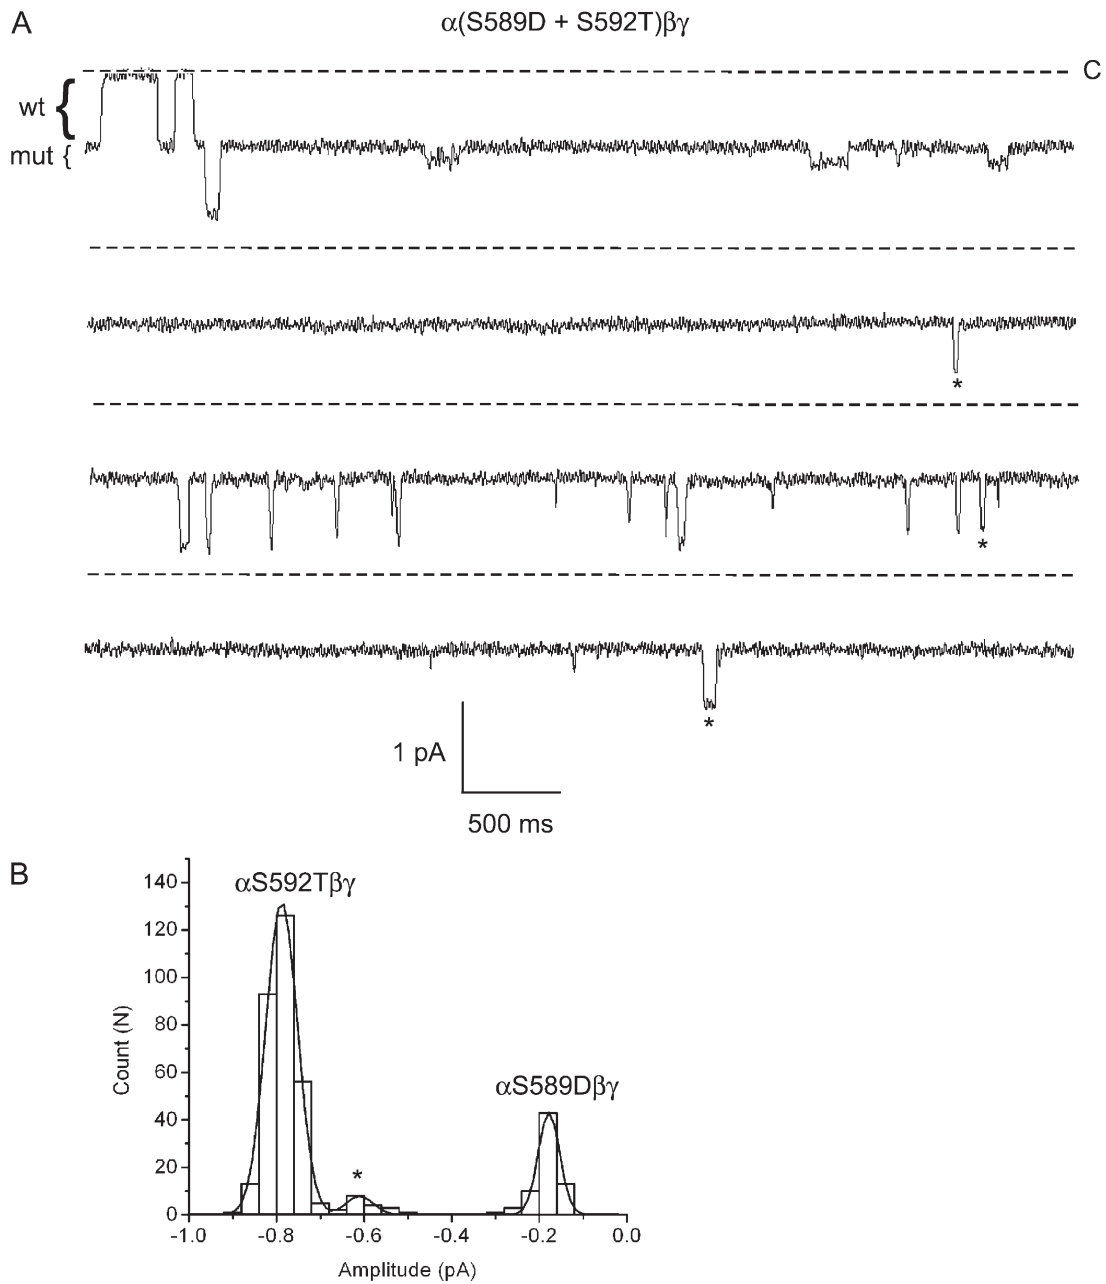 A
α(S589D + S592T)βγ
C
wt {
mut {
*
*
*
1 pA
500 ms
B
αS592Tβγ
αS589Dβγ
*
140
120
100
80
60
40
20
0
Count (N)
-1.0 -0.8 -0.6 -0.4 -0.2 0.0
Amplitude (pA)